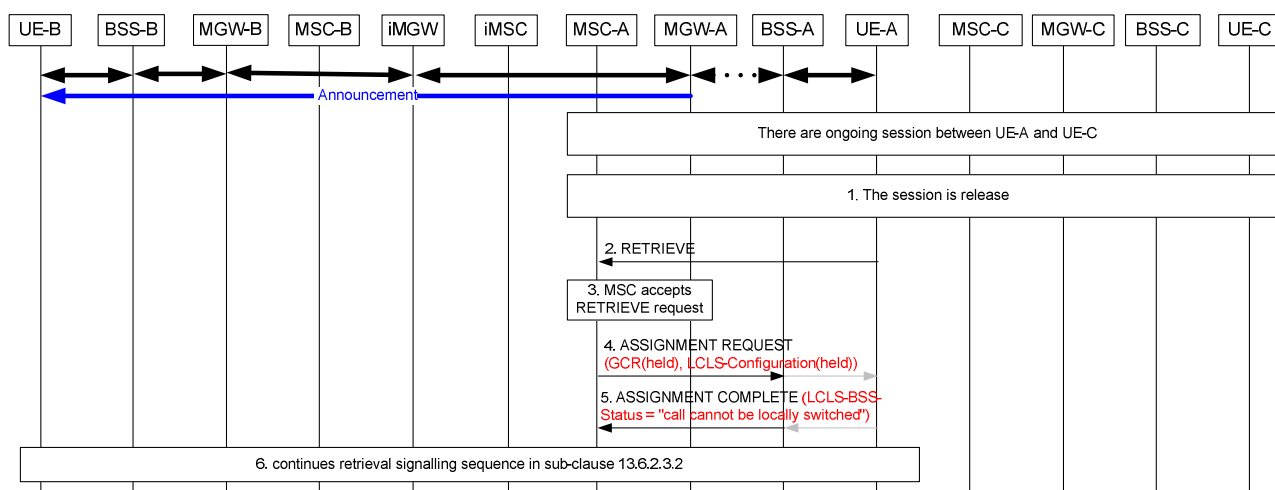 UE-B BSS-B MGW-B MSC-B iMGW iMSC MSC-A MGW-A BSS-A UE-A MSC-C MGW-C BSS-C UE-C
Announcement
There are ongoing session between UE-A and UE-C
1. The session is release
2. RETRIEVE
3. MSC accepts
RETRIEVE request
4. ASSIGNMENT REQUEST
(GCR(held), LCLS-Configuration(held))
5. ASSIGNMENT COMPLETE (LCLS-BSS-
Status = "call cannot be locally switched")
6. continues retrieval signalling sequence in sub-clause 13.6.2.3.2